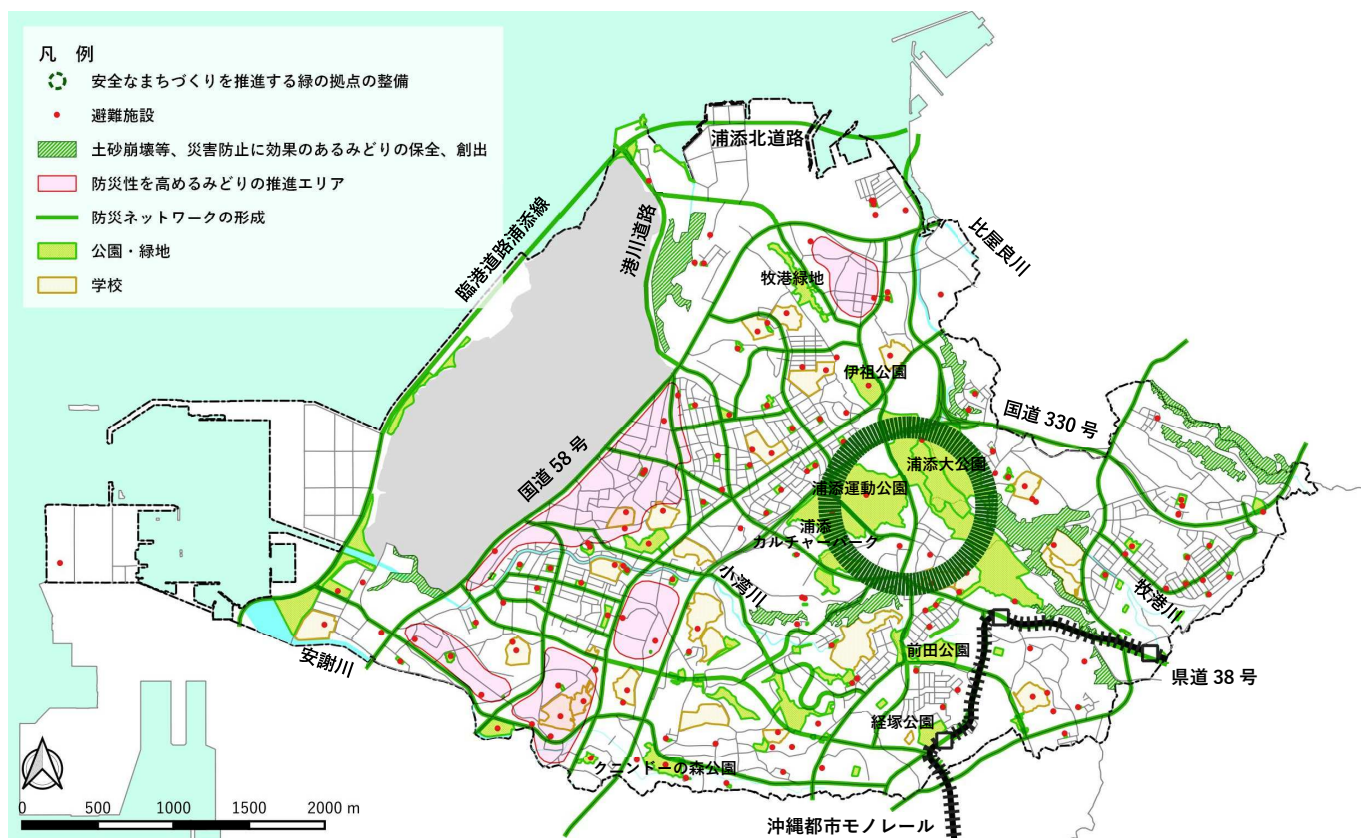 凡　例
安全なまちづくりを推進する緑の拠点の整備
避難施設
土砂崩壊等、災害防止に効果のあるみどりの保全、創出
防災性を高めるみどりの推進エリア
防災ネットワークの形成
公園・緑地
学校
浦添北道路
臨港道路浦添線
港川道路
比屋良川
牧港緑地
伊祖公園
国道 330 号
国道 58 号
浦添大公園
浦添運動公園
浦添
カルチャーパーク
小湾川
牧港川
安謝川
前田公園
県道 38 号
経塚公園
クニンドーの森公園
沖縄都市モノレール
0 500 1000 1500 2000 m